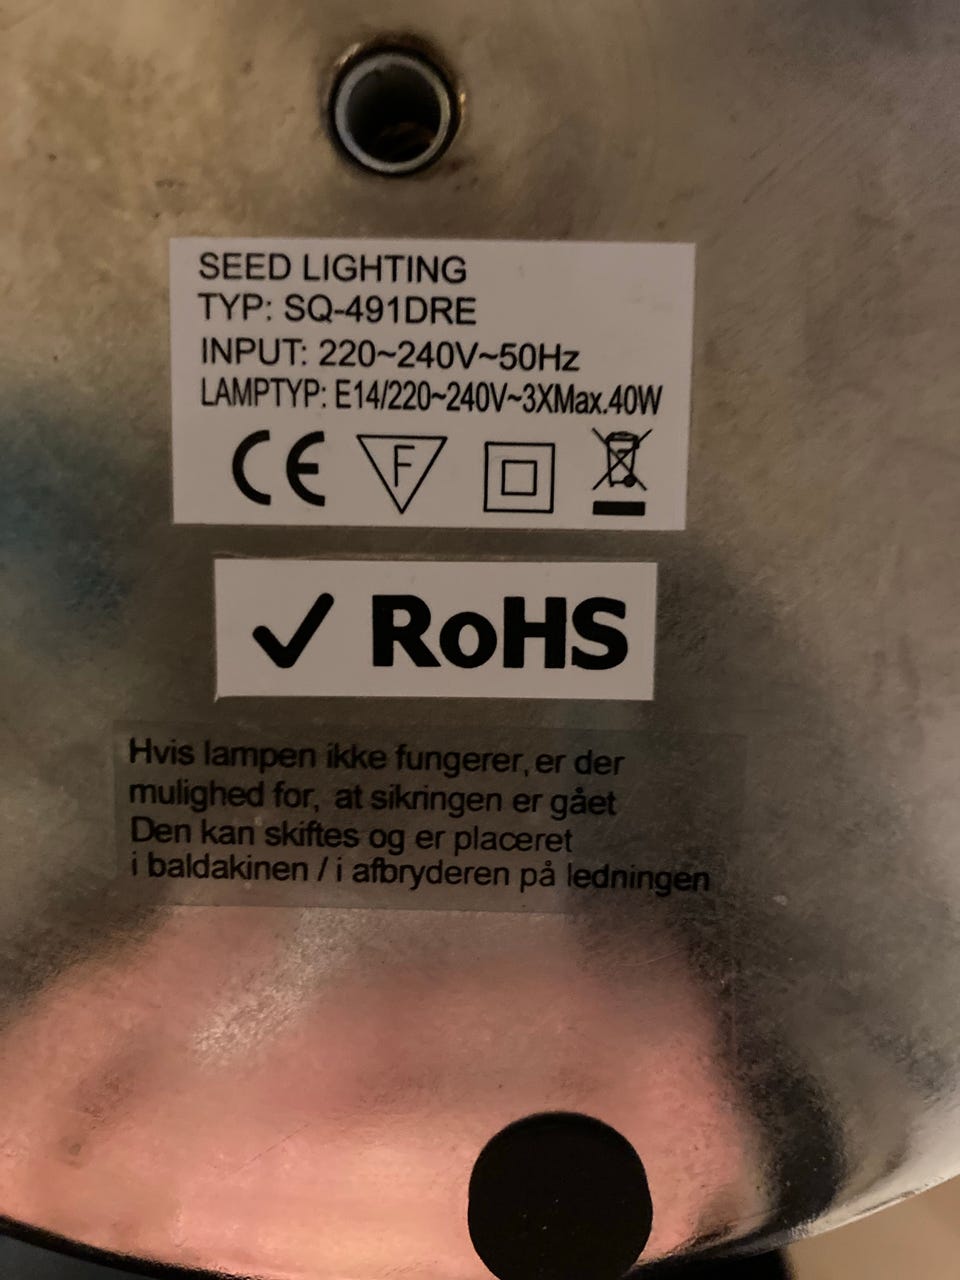 SEED LIGHTING
TYP: SQ-491DRE
INPUT: 220~240V~50Hz
LAMPTYP: E14/220~240V~3XMax.40W
CE F
✓ RoHS
Hvis lampen ikke fungerer, er der
mulighed for, at sikringen er gået
Den kan skiftes og er placeret
i baldakinen / i afbryderen på ledningen